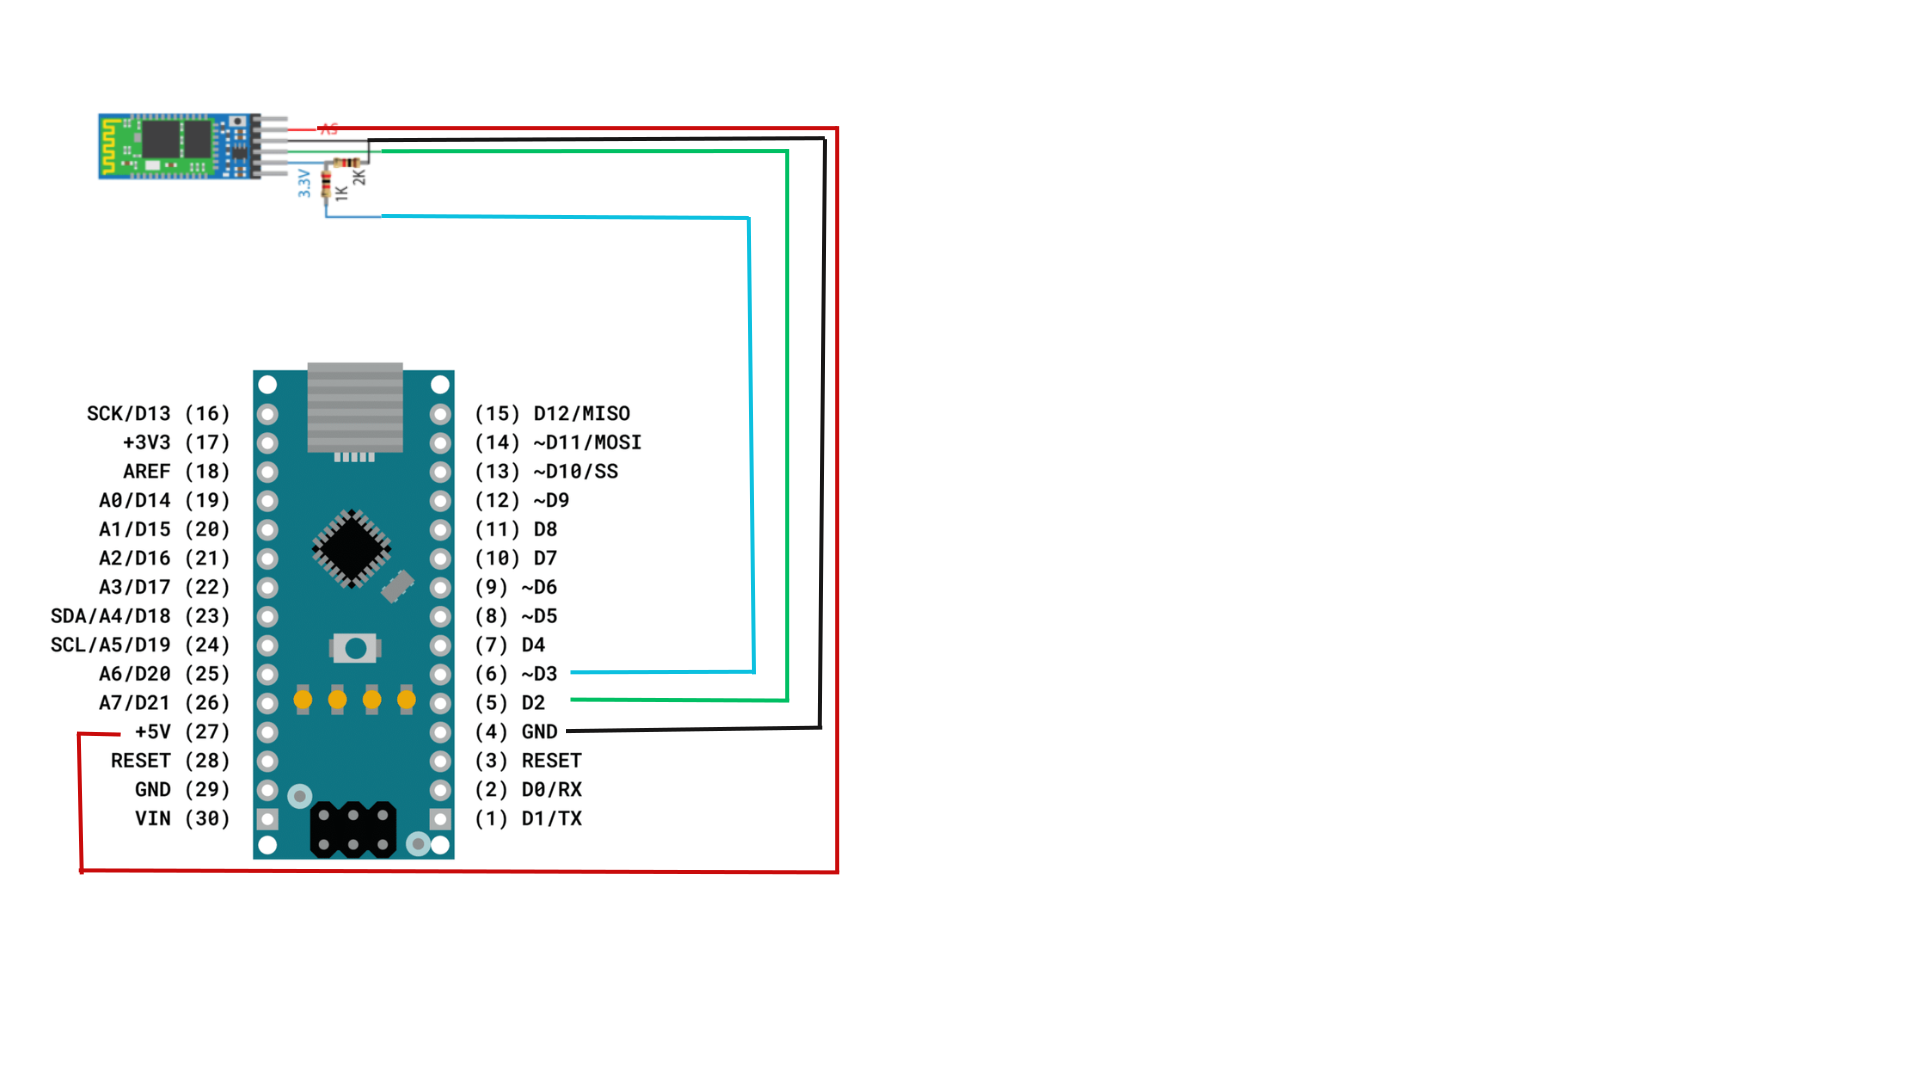 5V
3.3V
1K
2K
SCK/D13 (16)
+3V3 (17)
AREF (18)
A0/D14 (19)
A1/D15 (20)
A2/D16 (21)
A3/D17 (22)
SDA/A4/D18 (23)
SCL/A5/D19 (24)
A6/D20 (25)
A7/D21 (26)
+5V (27)
RESET (28)
GND (29)
VIN (30)
(15) D12/MISO
(14) ~D11/MOSI
(13) ~D10/SS
(12) ~D9
(11) D8
(10) D7
(9) ~D6
(8) ~D5
(7) D4
(6) ~D3
(5) D2
(4) GND
(3) RESET
(2) D0/RX
(1) D1/TX